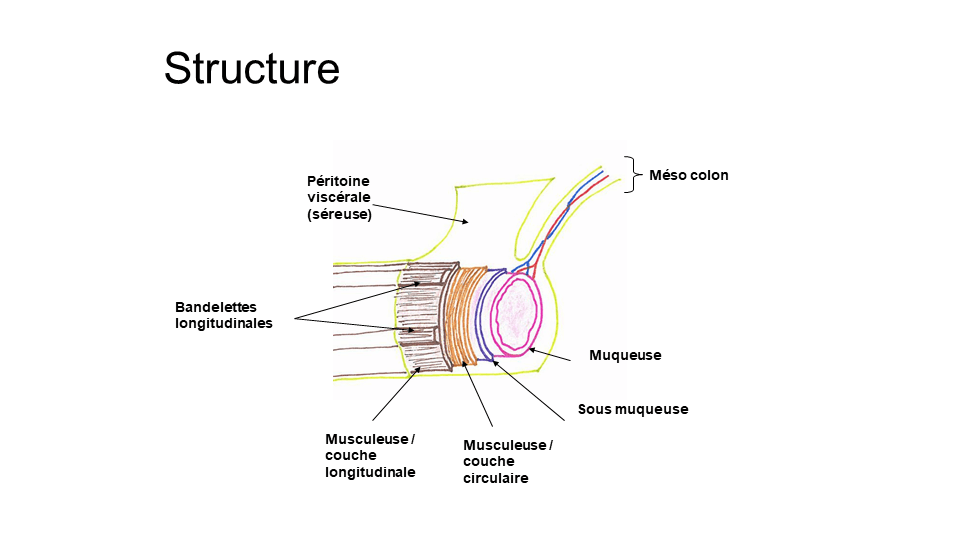 Structure
Péritoine
viscérale
(séreuse)
Méso colon
Bandelettes
longitudinales
Muqueuse
Sous muqueuse
Musculeuse /
couche
longitudinale
Musculeuse /
couche
circulaire